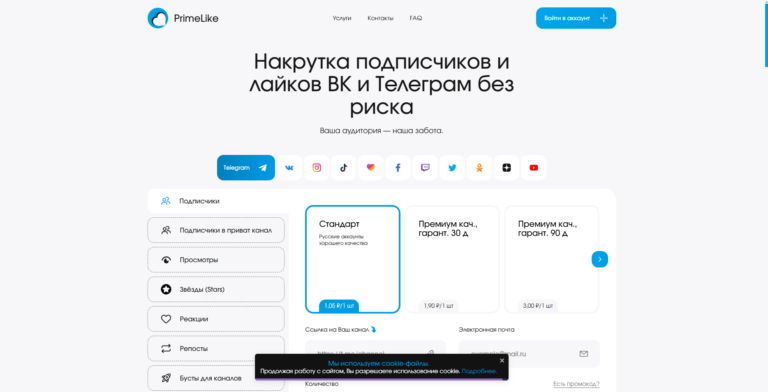 PrimeLike
Услуги
Контакты
FAQ
Войти в аккаунт
Накрутка подписчиков и
лайков ВК и Телеграм без
риска
Ваша аудитория — наша забота.
Telegram
Подписчики
Подписчики в приват канал
Просмотры
Звёзды (Stars)
Реакции
Репосты
Бусты для каналов
Стандарт
Русские аккаунты
хорошего качества
1,05 ₽/1 шт
Премиум кач.,
гарант. 30 д
1,90 ₽/1 шт
Премиум кач.,
гарант. 90 д
3,00 ₽/1 шт
Ссылка на Ваш канал
Электронная почта
Мы используем cookie-файлы
Продолжая работу с сайтом, Вы разрешаете использование cookie. Подробнее.
Количество
Есть промокод?